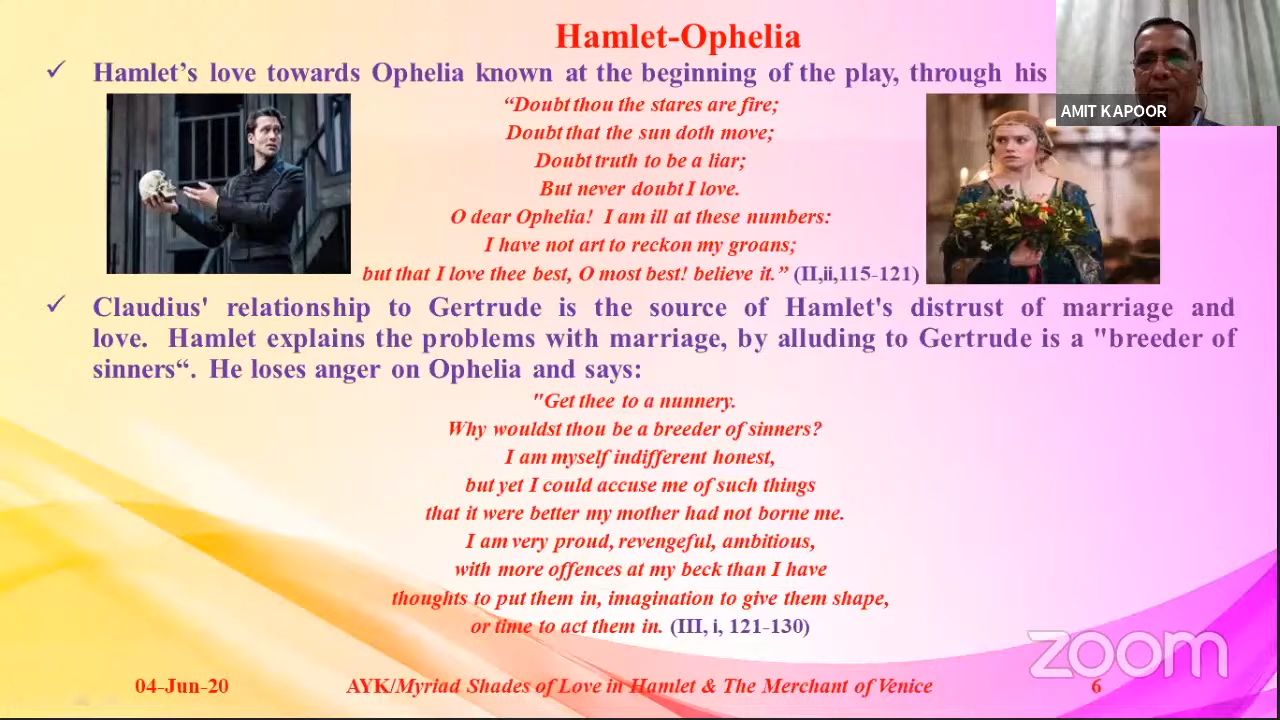 Hamlet-Ophelia
✓ Hamlet’s love towards Ophelia known at the beginning of the play, through his
AMIT KAPOOR
“Doubt thou the stares are fire;
Doubt that the sun doth move;
Doubt truth to be a liar;
But never doubt I love.
O dear Ophelia! I am ill at these numbers:
I have not art to reckon my groans;
but that I love thee best, O most best! believe it.” (II,ii,115-121)
✓ Claudius' relationship to Gertrude is the source of Hamlet's distrust of marriage and
love. Hamlet explains the problems with marriage, by alluding to Gertrude is a "breeder of
sinners“. He loses anger on Ophelia and says:
"Get thee to a nunnery.
Why wouldst thou be a breeder of sinners?
I am myself indifferent honest,
but yet I could accuse me of such things
that it were better my mother had not borne me.
I am very proud, revengeful, ambitious,
with more offences at my beck than I have
thoughts to put them in, imagination to give them shape,
or time to act them in. (III, i, 121-130)
zoom
04-Jun-20 AYK/Myriad Shades of Love in Hamlet & The Merchant of Venice 6